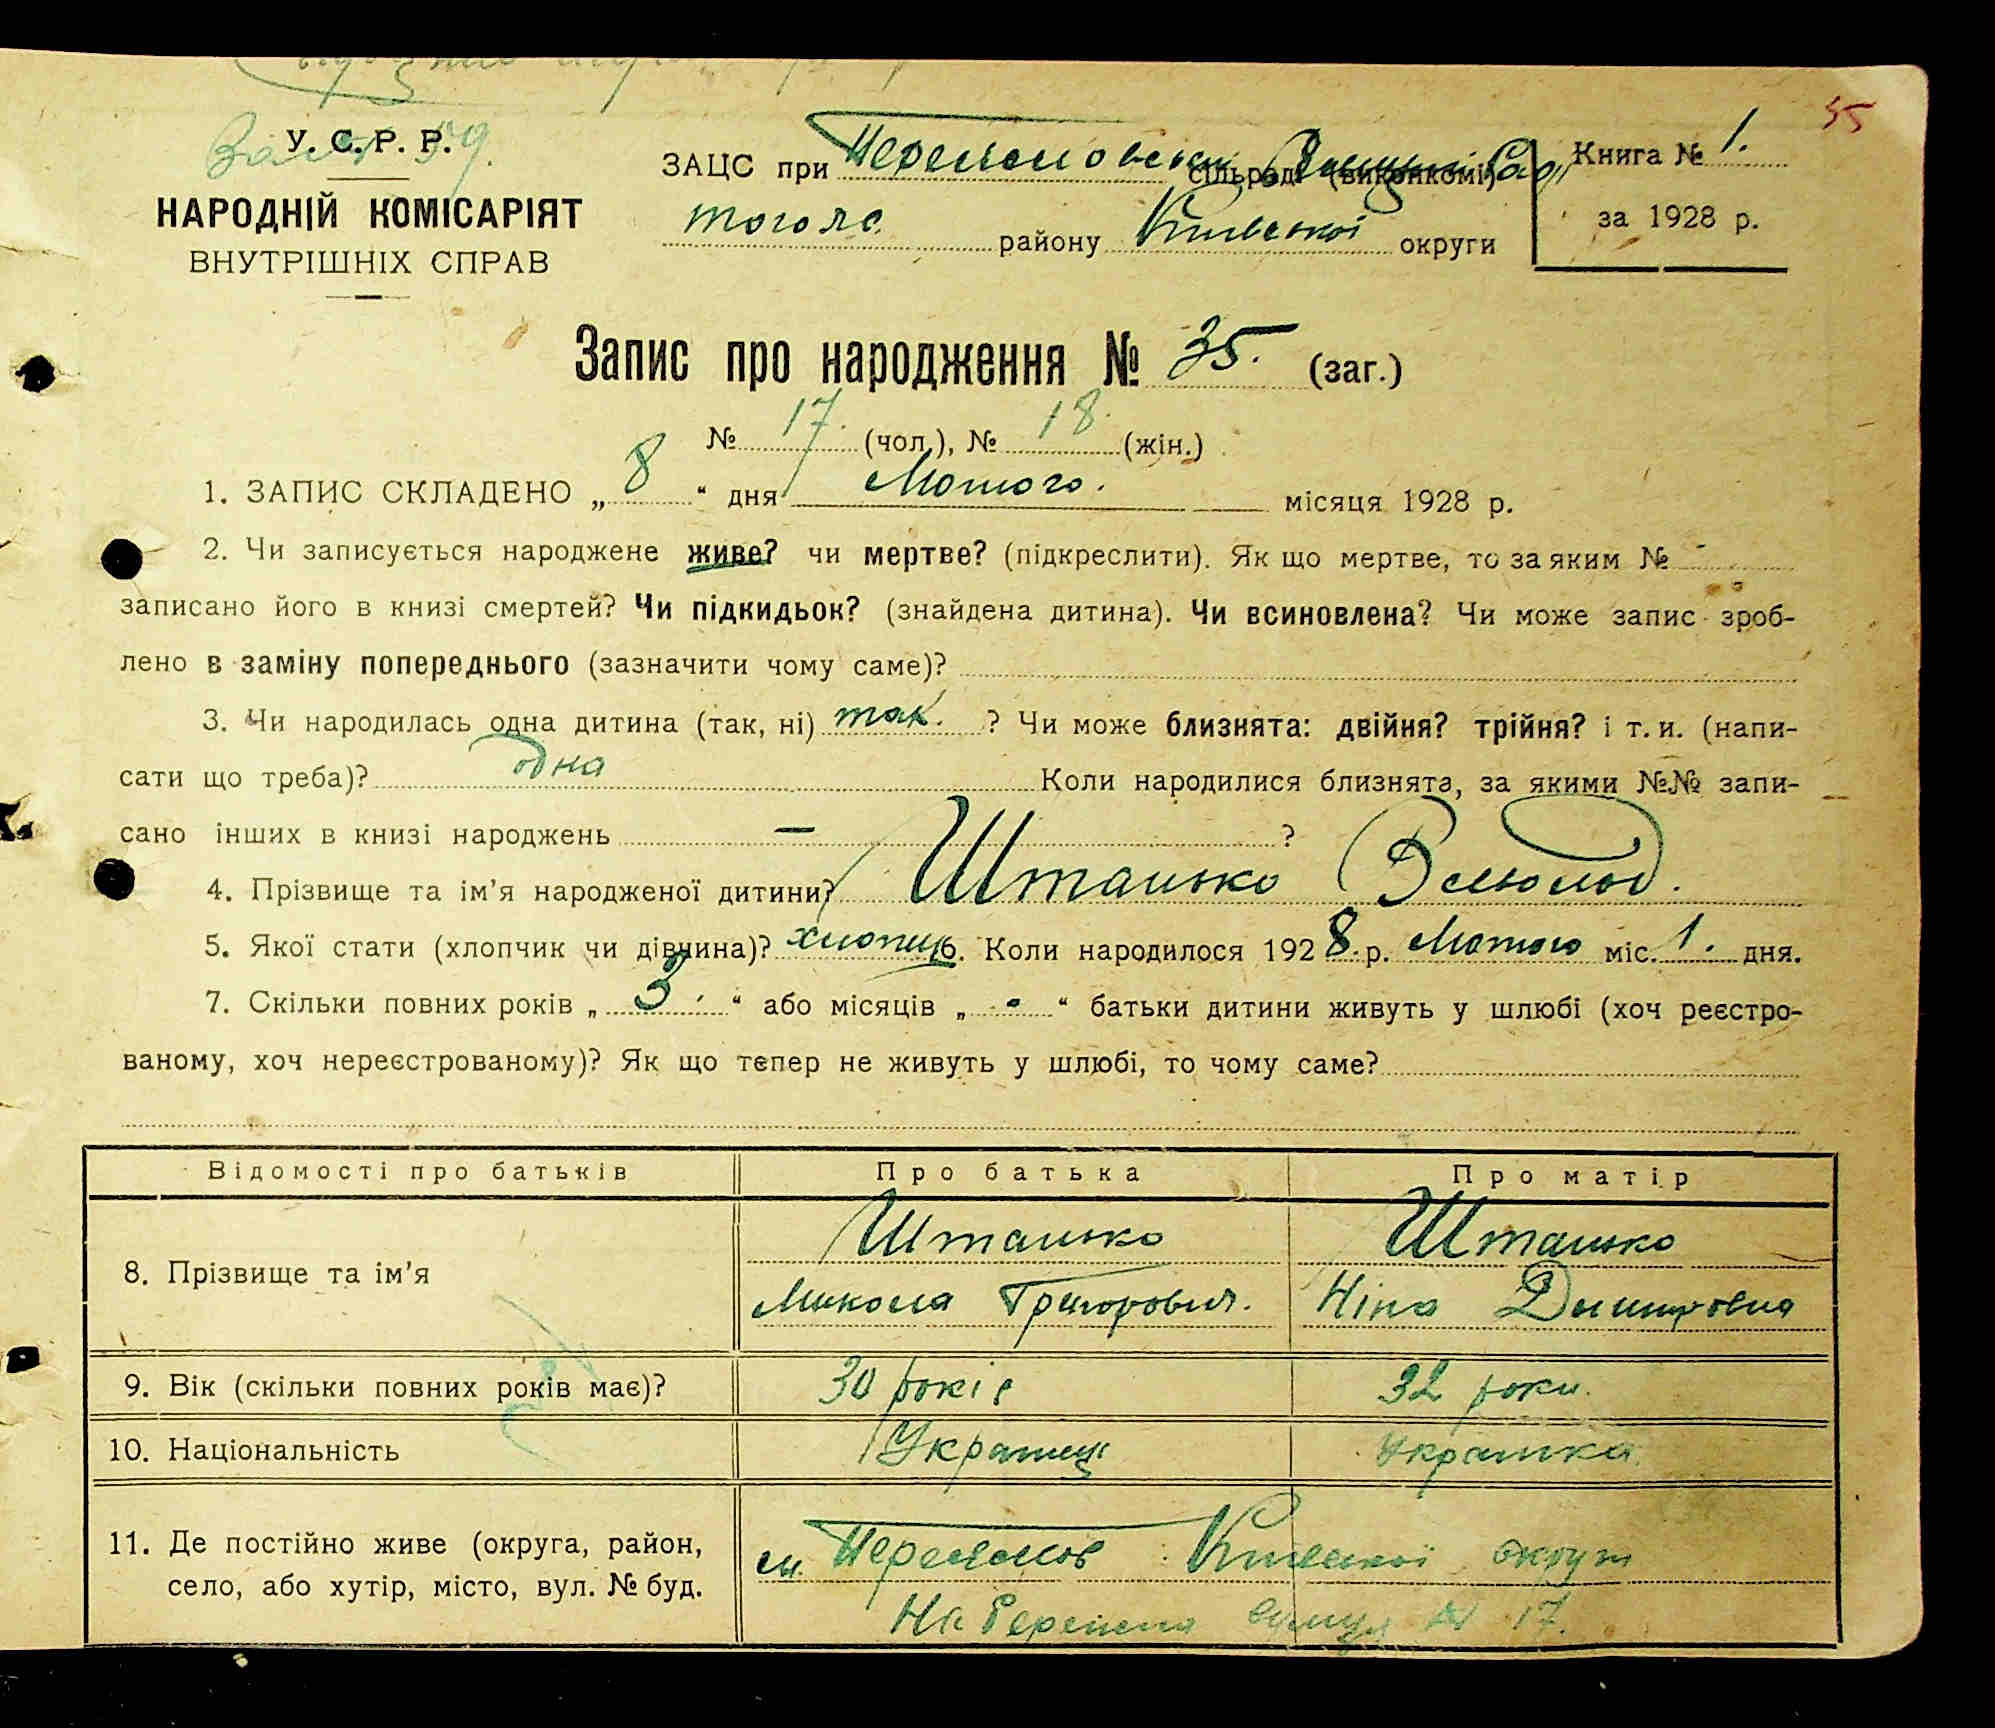 У. С. Р. Р.
НАРОДНІЙ КОМІСАРІЯТ
ВНУТРІШНІХ СПРАВ
ЗАЦС при сільраді (виконкомі)
того ж району Київської округи
Книга № 1.
за 1928 р.
35
Запис про народження № 35. (заг.)
№ 17. (чол.), № 18. (жін.)
1. ЗАПИС СКЛАДЕНО „ 8 “ дня Лютого. місяця 1928 р.
2. Чи записується народжене живе? чи мертве? (підкреслити). Як що мертве, то за яким № -
записано його в книзі смертей? Чи підкидьок? (знайдена дитина). Чи всиновлена? Чи може запис зроб-
лено в заміну попереднього (зазначити чому саме)?
3. Чи народилась одна дитина (так, ні) так. ? Чи може близнята: двійня? трійня? і т. и. (напи-
сати що треба)? одна Коли народилися близнята, за якими №№ запи-
сано інших в книзі народжень — ?
4. Прізвище та ім’я народженої дитини? Штанько Всеволод.
5. Якої стати (хлопчик чи дівчина)? хлопець 6. Коли народилося 1928. р. Лютого міс. 1. дня.
7. Скільки повних років „ 3 “ або місяців „ - “ батьки дитини живуть у шлюбі (хоч реєстро-
ваному, хоч нереєстрованому)? Як що тепер не живуть у шлюбі, то чому саме?
Відомості про батьків Про батька Про матір
8. Прізвище та ім’я Штанько Штанько
Микола Григорович. Ніна Дмитровна
9. Вік (скільки повних років має)? 30 років 32 роки.
10. Національність Українець Українка
11. Де постійно живе (округа, район, м. Київської округи
село, або хутір, місто, вул. № буд. вулиця № 17.